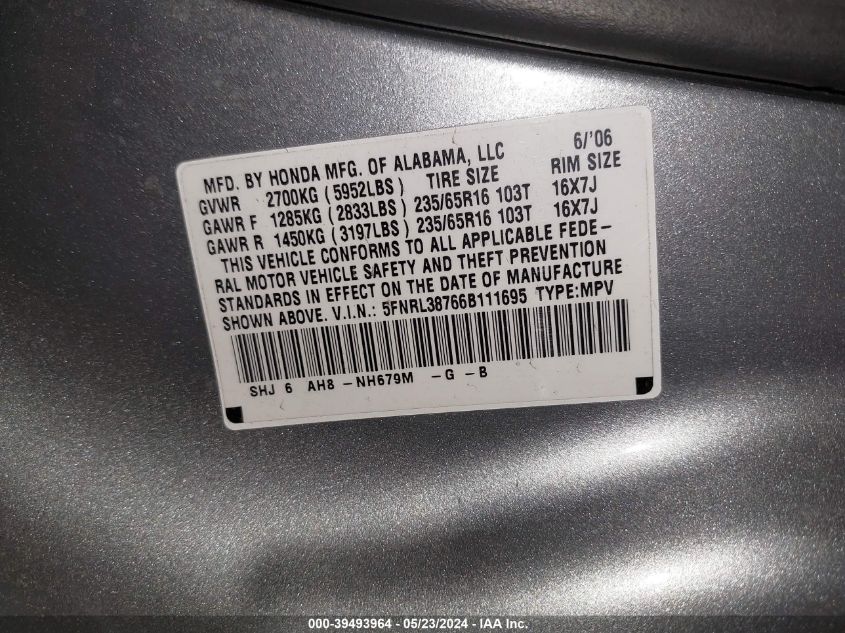 MFD. BY HONDA MFG. OF ALABAMA, LLC 6/'06
GVWR 2700KG (5952LBS) TIRE SIZE RIM SIZE
GAWR F 1285KG (2833LBS) 235/65R16 103T 16X7J
GAWR R 1450KG (3197LBS) 235/65R16 103T 16X7J
THIS VEHICLE CONFORMS TO ALL APPLICABLE FEDE-
RAL MOTOR VEHICLE SAFETY AND THEFT PREVENTION
STANDARDS IN EFFECT ON THE DATE OF MANUFACTURE
SHOWN ABOVE. V.I.N.: 5FNRL38766B111695 TYPE:MPV
SHJ 6 AH8 -NH679M -G -B
000-39493964 - 05/23/2024 - IAA Inc.